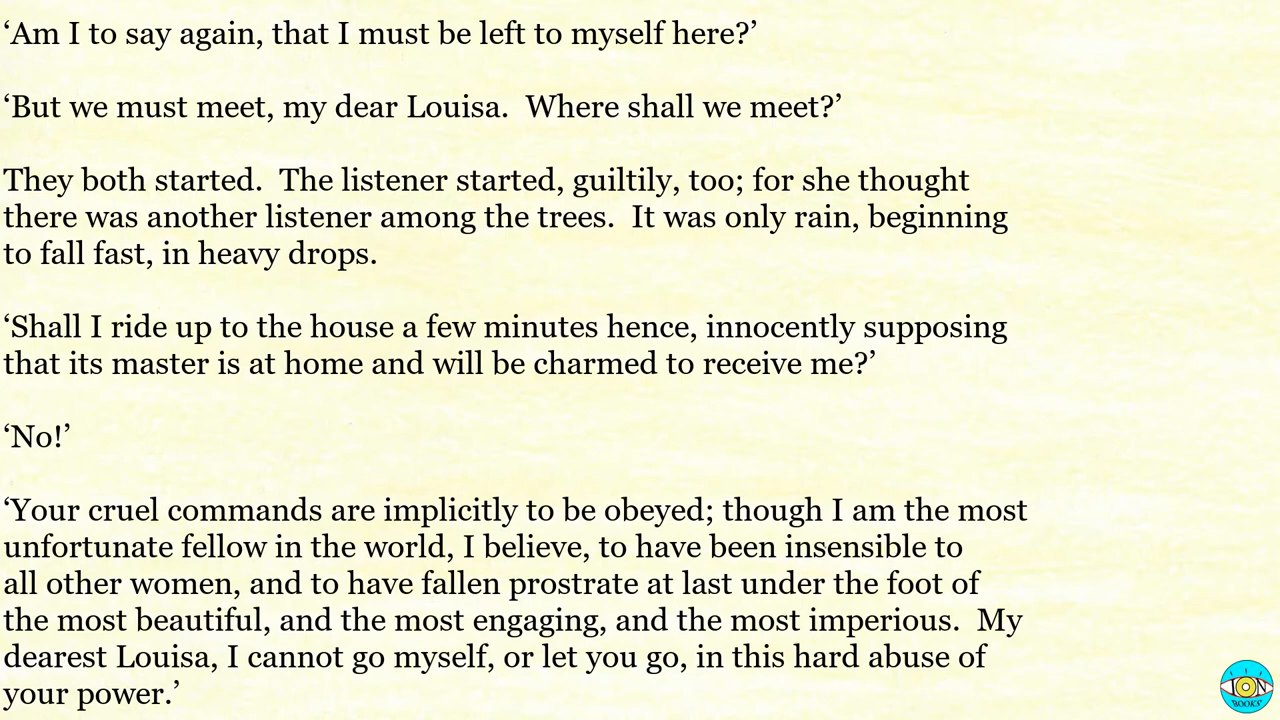 ‘Am I to say again, that I must be left to myself here?’
‘But we must meet, my dear Louisa.  Where shall we meet?’
They both started.  The listener started, guiltily, too; for she thought
there was another listener among the trees.  It was only rain, beginning
to fall fast, in heavy drops.
‘Shall I ride up to the house a few minutes hence, innocently supposing
that its master is at home and will be charmed to receive me?’
‘No!’
‘Your cruel commands are implicitly to be obeyed; though I am the most
unfortunate fellow in the world, I believe, to have been insensible to
all other women, and to have fallen prostrate at last under the foot of
the most beautiful, and the most engaging, and the most imperious.  My
dearest Louisa, I cannot go myself, or let you go, in this hard abuse of
your power.’
ION
BOOKS